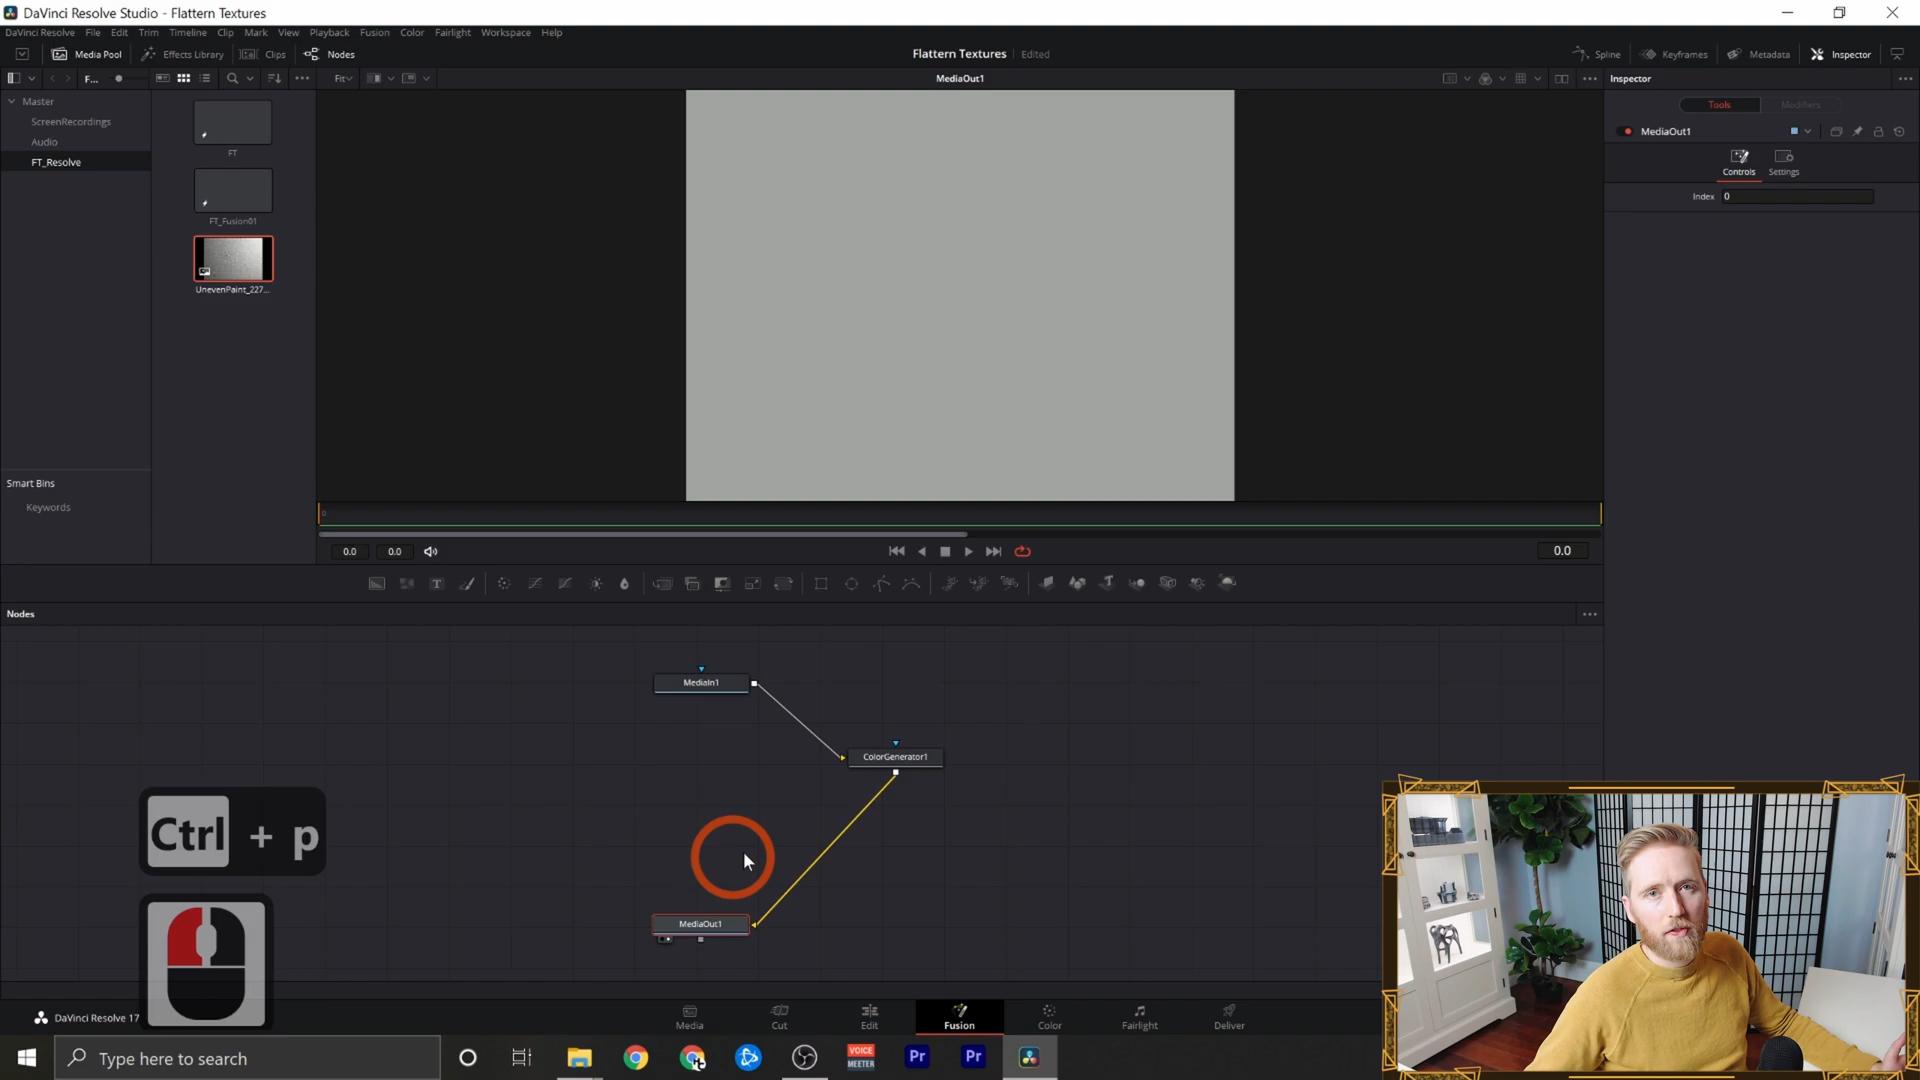 DaVinci Resolve Studio - Flattern Textures
DaVinci Resolve File Edit Trim Timeline Clip Mark View Playback Fusion Color Fairlight Workspace Help
Media Pool Effects Library Clips Nodes Flattern Textures Edited Spline Keyframes Metadata Inspector
F... Fit MediaOut1 Inspector
Master
ScreenRecordings
Audio
FT_Resolve
FT
FT_Fusion01
UnevenPaint_227...
Tools Modifiers
MediaOut1
Controls Settings
Index 0
Smart Bins
Keywords
0
0.0 0.0 0.0
Nodes
MediaIn1
ColorGenerator1
MediaOut1
Ctrl + p
DaVinci Resolve 17
Media Cut Edit Fusion Color Fairlight Deliver
Type here to search
VOICE
MEETER
Pr Pr